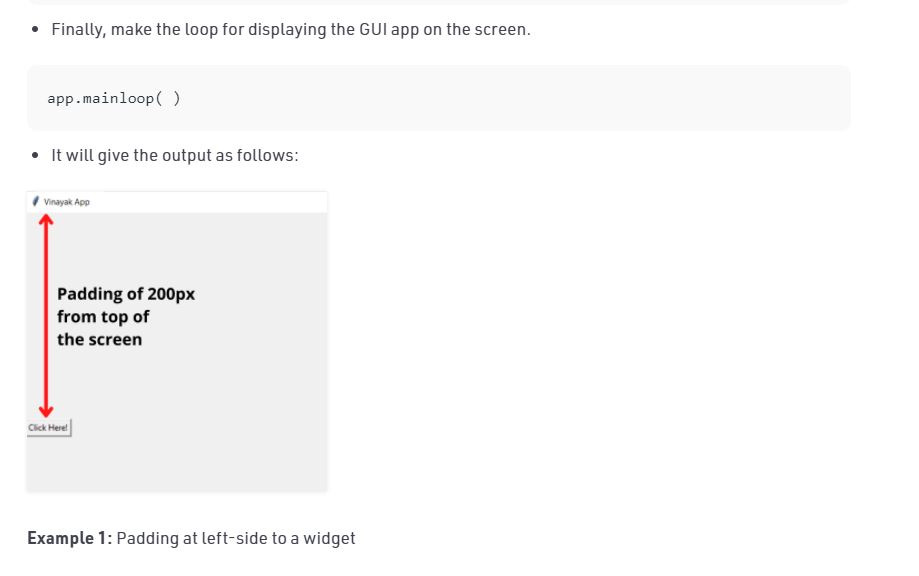 Finally, make the loop for displaying the GUI app on the screen.
app.mainloop( )
It will give the output as follows:
Vinayak App
Padding of 200px
from top of
the screen
Click Here!
Example 1: Padding at left-side to a widget